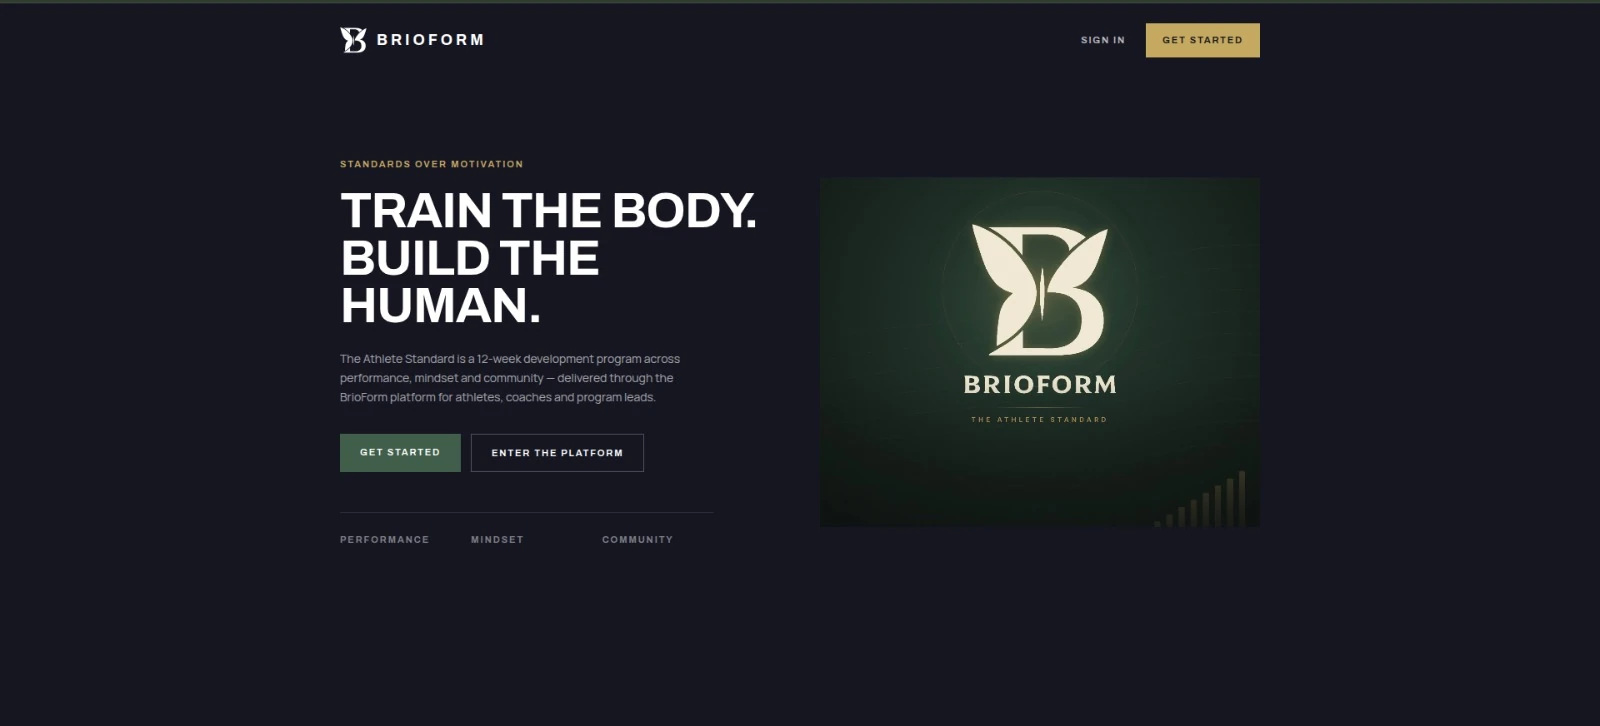 BRIOFORM
SIGN IN
GET STARTED
STANDARDS OVER MOTIVATION
TRAIN THE BODY.
BUILD THE
HUMAN.
The Athlete Standard is a 12-week development program across
performance, mindset and community — delivered through the
BrioForm platform for athletes, coaches and program leads.
GET STARTED
ENTER THE PLATFORM
PERFORMANCE
MINDSET
COMMUNITY
BRIOFORM
THE ATHLETE STANDARD